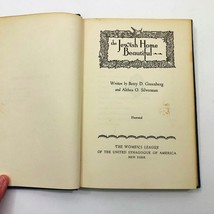 the Jewish Home
Beautiful--
Written by Betty D. Greenberg
and Althea O. Silverman
Illustrated
THE WOMEN'S LEAGUE
OF THE UNITED SYNAGOGUE OF AMERICA
NEW YORK